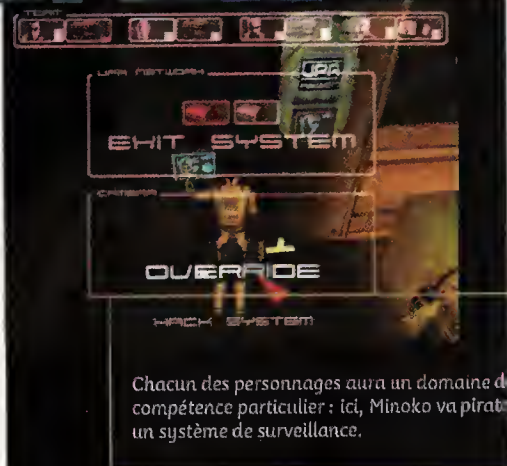 TEAM
UPA NETWORK
UPA
EXIT SYSTEM
CAMERA
OVERRIDE
HACK SYSTEM
Chacun des personnages aura un domaine d
compétence particulier : ici, Minoko va pirat
un système de surveillance.